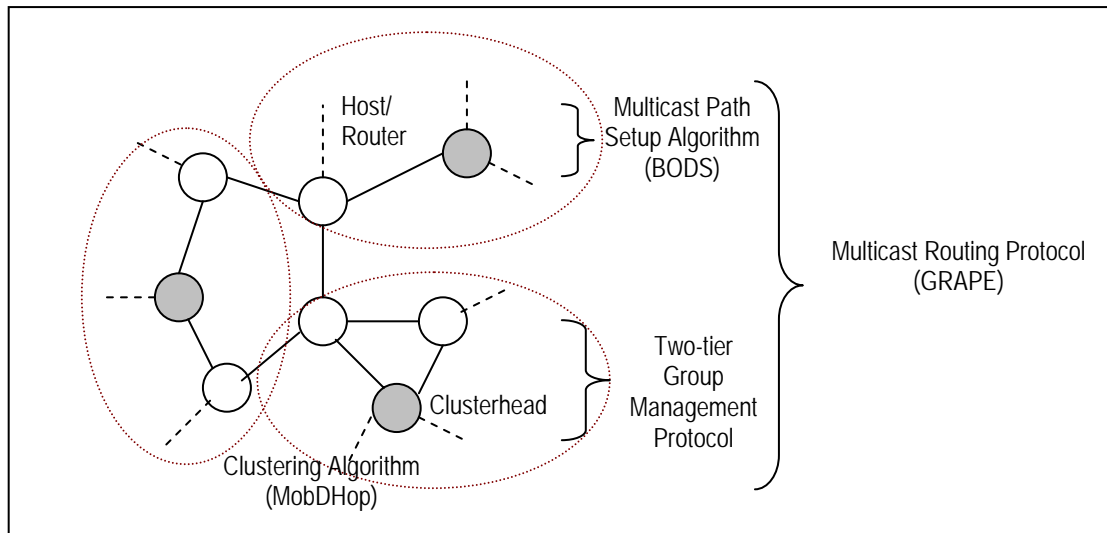 Host/
Router
Multicast Path
Setup Algorithm
(BODS)
Multicast Routing Protocol
(GRAPE)
Two-tier
Group
Management
Protocol
Clusterhead
Clustering Algorithm
(MobDHop)